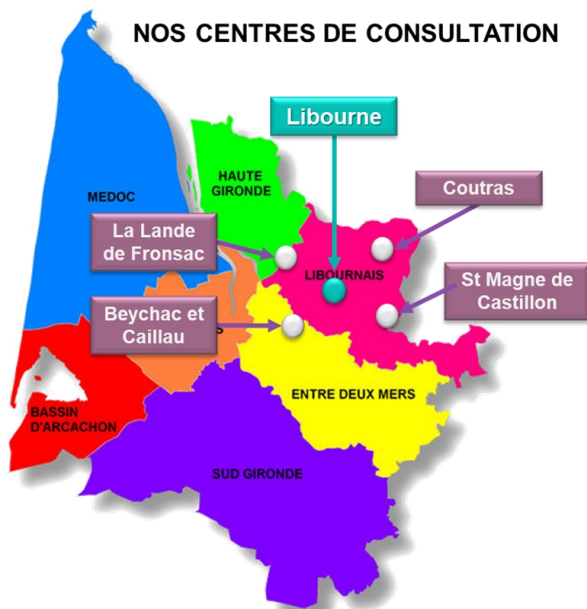 NOS CENTRES DE CONSULTATION
Libourne
HAUTE
GIRONDE
Coutras
MEDOC
La Lande
de Fronsac
LIBOURNAIS
St Magne de
Castillon
Beychac et
Caillau
ENTRE DEUX MERS
BASSIN
D'ARCACHON
SUD GIRONDE